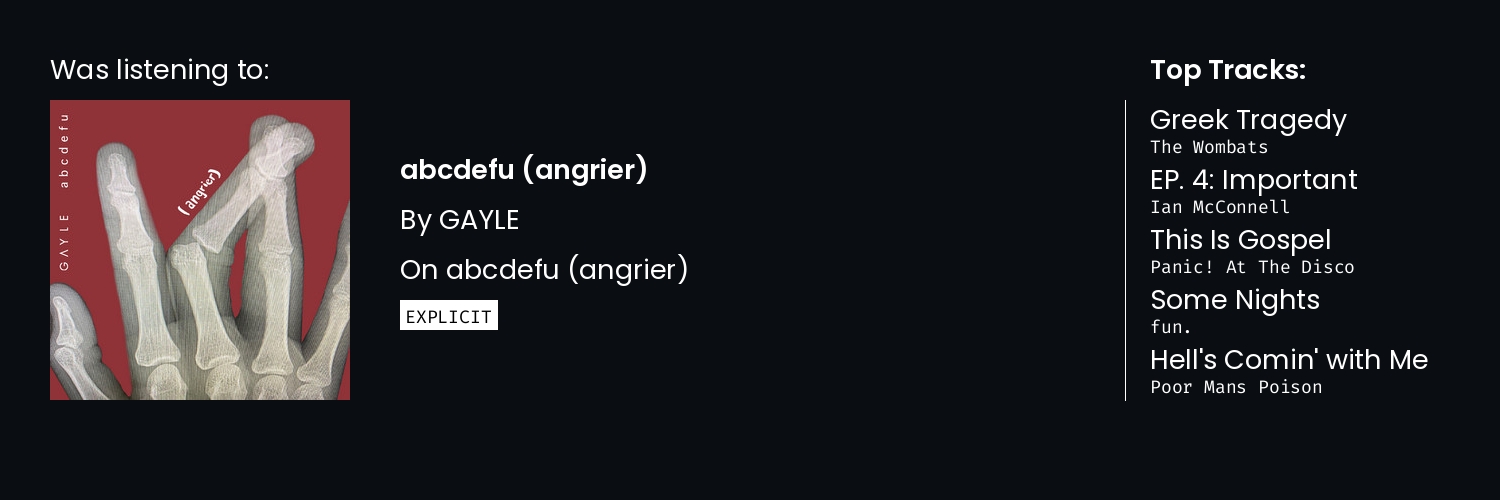 Was listening to:
GAYLE abcdefu
(angrier)
abcdefu (angrier)
By GAYLE
On abcdefu (angrier)
EXPLICIT
Top Tracks:
Greek Tragedy
The Wombats
EP. 4: Important
Ian McConnell
This Is Gospel
Panic! At The Disco
Some Nights
fun.
Hell's Comin' with Me
Poor Mans Poison